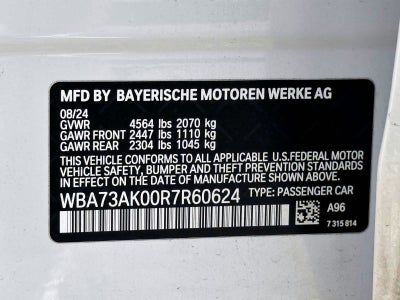 MFD BY BAYERISCHE MOTOREN WERKE AG
08/24
GVWR 4564 lbs 2070 kg
GAWR FRONT 2447 lbs 1110 kg
GAWR REAR 2304 lbs 1045 kg
THIS VEHICLE CONFORMS TO ALL APPLICABLE U.S.FEDERAL MOTOR
VEHICLE SAFETY, BUMPER AND THEFT PREVENTION STANDARDS
IN EFFECT ON THE DATE OF MANUFACTURE SHOWN ABOVE.
WBA73AK00R7R60624 TYPE: PASSENGER CAR
A96
7 315 814